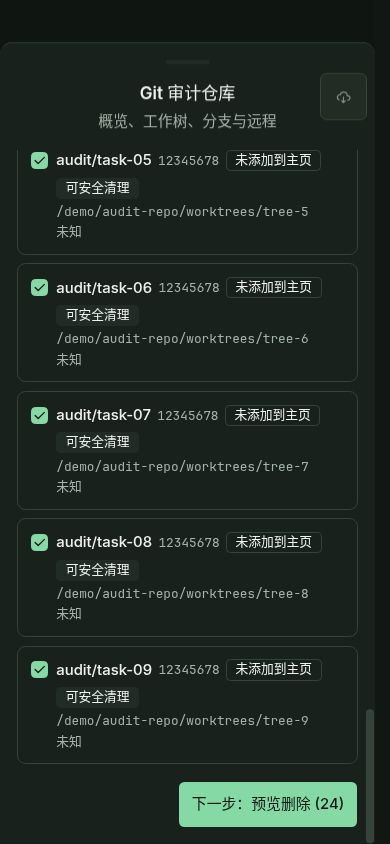 Git 审计仓库
概览、工作树、分支与远程
audit/task-05 12345678 未添加到主页
可安全清理
/demo/audit-repo/worktrees/tree-5
未知
audit/task-06 12345678 未添加到主页
可安全清理
/demo/audit-repo/worktrees/tree-6
未知
audit/task-07 12345678 未添加到主页
可安全清理
/demo/audit-repo/worktrees/tree-7
未知
audit/task-08 12345678 未添加到主页
可安全清理
/demo/audit-repo/worktrees/tree-8
未知
audit/task-09 12345678 未添加到主页
可安全清理
/demo/audit-repo/worktrees/tree-9
未知
下一步：预览删除 (24)